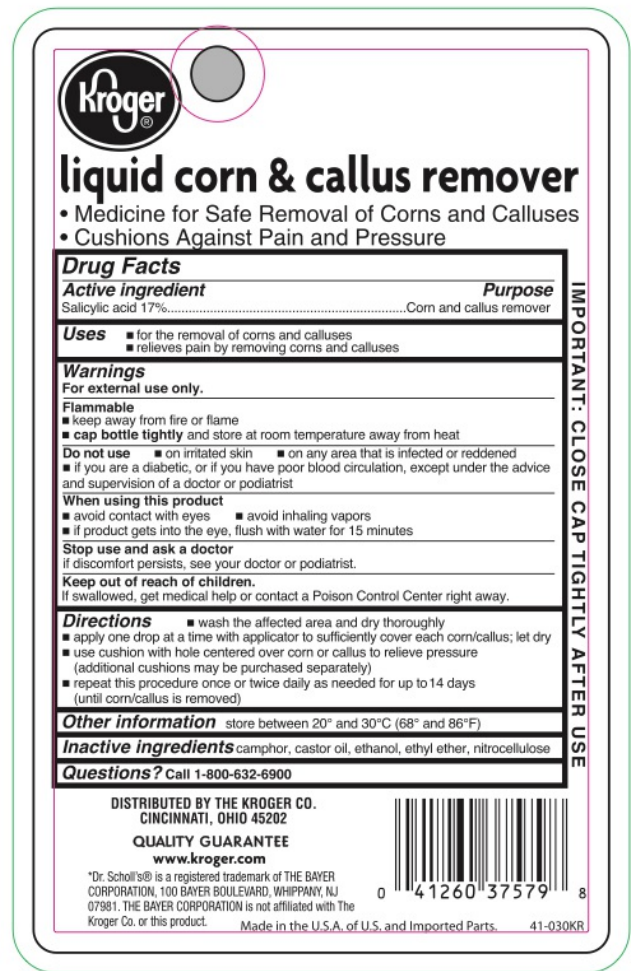 Kroger®
liquid corn & callus remover
• Medicine for Safe Removal of Corns and Calluses
• Cushions Against Pain and Pressure
Drug Facts
Active ingredient Purpose
Salicylic acid 17%......................................................................Corn and callus remover
Uses ■ for the removal of corns and calluses
■ relieves pain by removing corns and calluses
Warnings
For external use only.
Flammable
■ keep away from fire or flame
■ cap bottle tightly and store at room temperature away from heat
Do not use ■ on irritated skin ■ on any area that is infected or reddened
■ if you are a diabetic, or if you have poor blood circulation, except under the advice
and supervision of a doctor or podiatrist
When using this product
■ avoid contact with eyes ■ avoid inhaling vapors
■ if product gets into the eye, flush with water for 15 minutes
Stop use and ask a doctor
if discomfort persists, see your doctor or podiatrist.
Keep out of reach of children.
If swallowed, get medical help or contact a Poison Control Center right away.
Directions ■ wash the affected area and dry thoroughly
■ apply one drop at a time with applicator to sufficiently cover each corn/callus; let dry
■ use cushion with hole centered over corn or callus to relieve pressure
(additional cushions may be purchased separately)
■ repeat this procedure once or twice daily as needed for up to 14 days
(until corn/callus is removed)
Other information store between 20° and 30°C (68° and 86°F)
Inactive ingredients camphor, castor oil, ethanol, ethyl ether, nitrocellulose
Questions? Call 1-800-632-6900
IMPORTANT: CLOSE CAP TIGHTLY AFTER USE
DISTRIBUTED BY THE KROGER CO.
CINCINNATI, OHIO 45202
QUALITY GUARANTEE
www.kroger.com
*Dr. Scholl's® is a registered trademark of THE BAYER
CORPORATION, 100 BAYER BOULEVARD, WHIPPANY, NJ
07981. THE BAYER CORPORATION is not affiliated with The
Kroger Co. or this product.
0 41260 37579 8
Made in the U.S.A. of U.S. and Imported Parts. 41-030KR